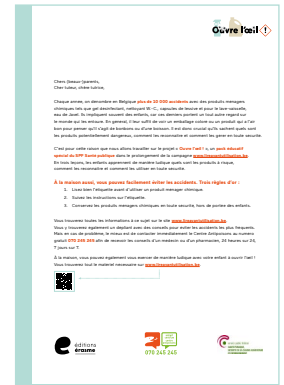 Ouvre l'œil !
Chers (beaux-)parents,
Cher tuteur, chère tutrice,
Chaque année, on dénombre en Belgique plus de 10 000 accidents avec des produits ménagers
chimiques tels que gel désinfectant, nettoyant W.-C., capsules de lessive et pour le lave-vaisselle,
eau de Javel. Ils impliquent souvent des enfants, car ces derniers portent un tout autre regard sur
le monde qui les entoure. En général, il leur suffit de voir un emballage coloré ou un produit qui a l'air
bon pour penser qu'il s'agit de bonbons ou d'une boisson. Il est donc crucial qu'ils sachent quels sont
les produits potentiellement dangereux, comment les reconnaître et comment les gérer en toute sécurité.
C'est pour cette raison que nous allons travailler sur le projet « Ouvre l'œil ! », un pack éducatif
spécial du SPF Santé publique dans le prolongement de la campagne www.lireavantutilisation.be.
En trois leçons, les enfants apprennent de manière ludique quels sont les produits à risque,
comment les reconnaître et comment les utiliser en toute sécurité.
À la maison aussi, vous pouvez facilement éviter les accidents. Trois règles d'or :
1. Lisez bien l'étiquette avant d'utiliser un produit ménager chimique.
2. Suivez les instructions sur l'étiquette.
3. Conservez les produits ménagers chimiques en toute sécurité, hors de portée des enfants.
Vous trouverez toutes les informations à ce sujet sur le site www.lireavantutilisation.be.
Vous y trouverez également un dépliant avec des conseils pour éviter les accidents les plus fréquents.
Mais en cas de problème, le mieux est de contacter immédiatement le Centre Antipoisons au numéro
gratuit 070 245 245 afin de recevoir les conseils d'un médecin ou d'un pharmacien, 24 heures sur 24,
7 jours sur 7.
À la maison, vous pouvez également vous exercer de manière ludique avec votre enfant à ouvrir l'œil !
Vous trouverez tout le matériel nécessaire sur www.lireavantutilisation.be.
éditions
érasme
070 245 245